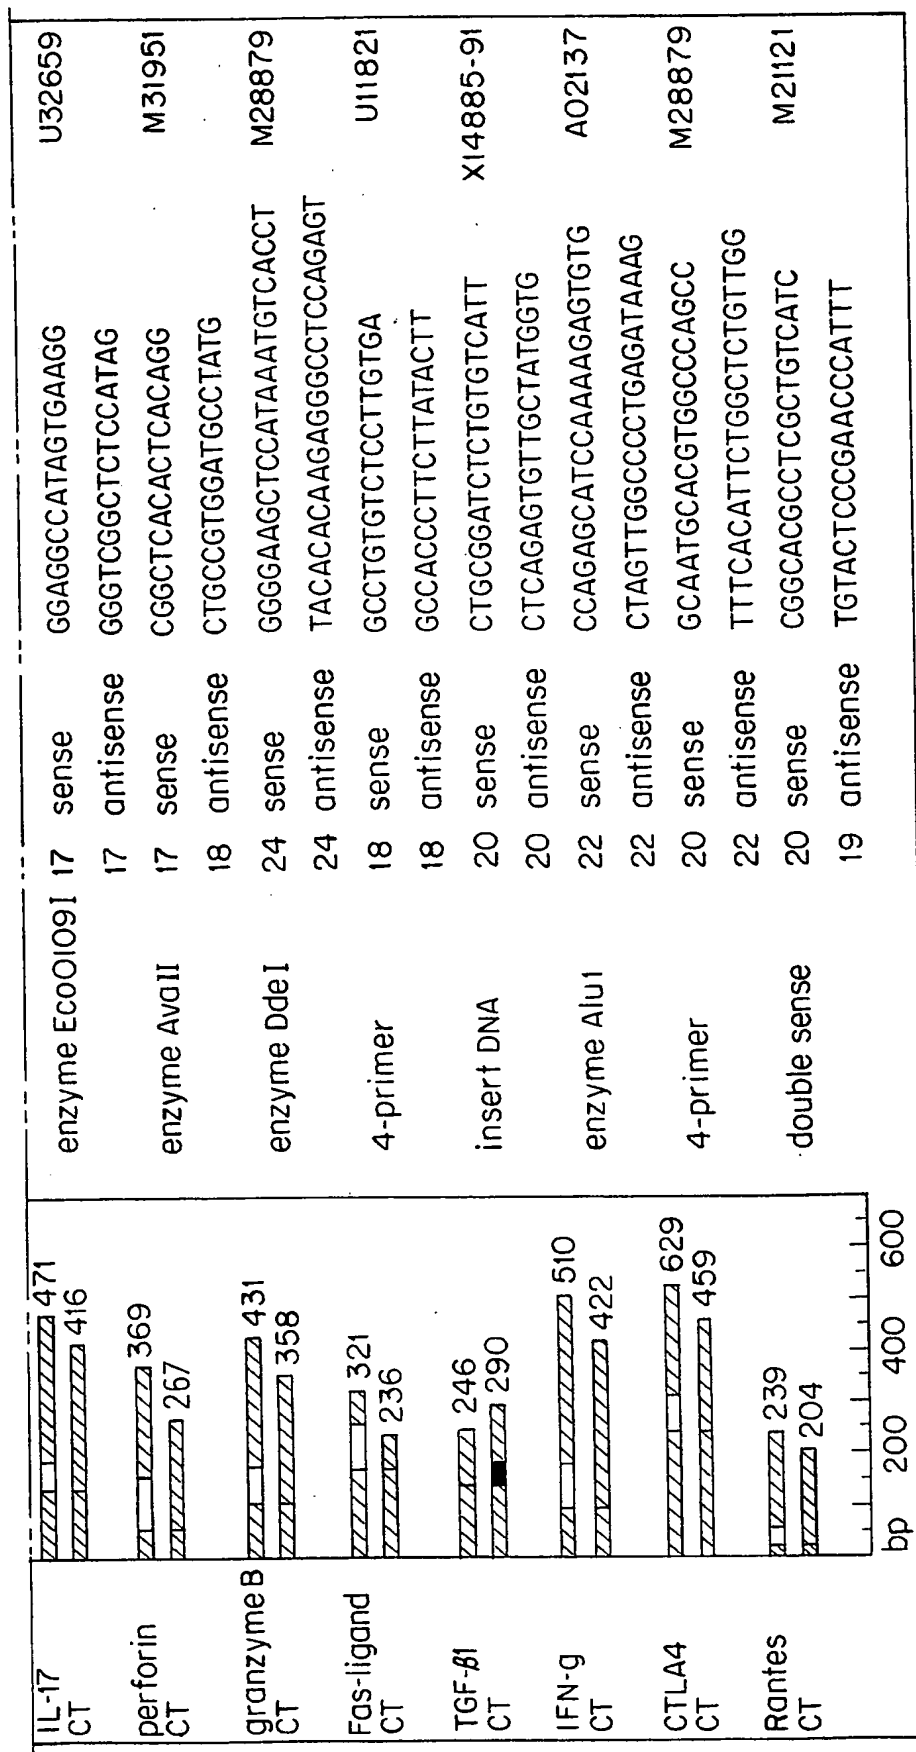 IL-17 471 enzyme EcoO109I 17 sense GGAGGCCATAGTGAAGG U32659
CT 416 17 antisense GGGTCGGCTCTCCATAG
perforin 369 enzyme AvaII 17 sense CGGCTCACACTCACAGG M31951
CT 267 18 antisense CTGCCGTGGATGCCTATG
granzyme B 431 enzyme DdeI 24 sense GGGAAGCTCCATAAATGTCACCT M28879
CT 358 24 antisense TACACACAAGAGGGCCTCCAGAGT
Fas-ligand 321 4-primer 18 sense GCCTGTGTCTCCTTGTGA U11821
CT 236 18 antisense GCCACCCTTCTTATACTT
TGF-β1 246 insert DNA 20 sense CTGCGGATCTCTGTGTCATT X14885-91
CT 290 20 antisense CTCAGAGTGTTGCTATGGTG
IFN-g 510 enzyme Alu1 22 sense CCAGAGCATCCAAAAGAGTGTG A02137
CT 422 22 antisense CTAGTTGGCCCCTGAGATAAAG
CTLA4 629 4-primer 20 sense GCAATGCACGTGGCCCAGCC M28879
CT 459 22 antisense TTTCACATTCTGGCTCTGTTGG
Rantes 239 double sense 20 sense CGGCACGCCTCGCTGTCATC M21121
CT 204 19 antisense TGTACTCCCGAACCCATTT
bp 200 400 600